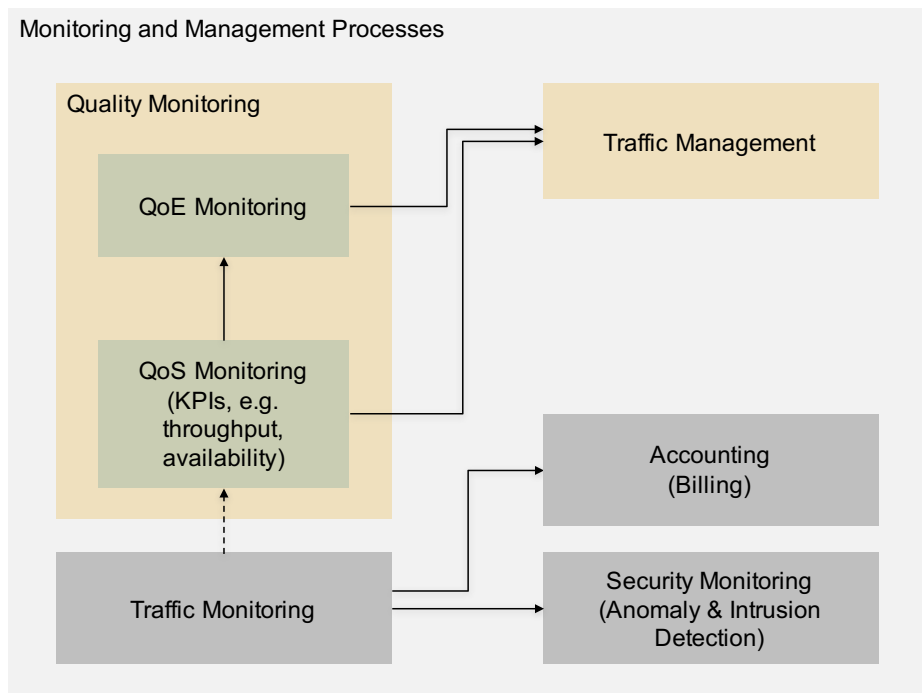 Monitoring and Management Processes
Quality Monitoring
QoE Monitoring
QoS Monitoring
(KPIs, e.g.
throughput,
availability)
Traffic Monitoring
Traffic Management
Accounting
(Billing)
Security Monitoring
(Anomaly & Intrusion
Detection)